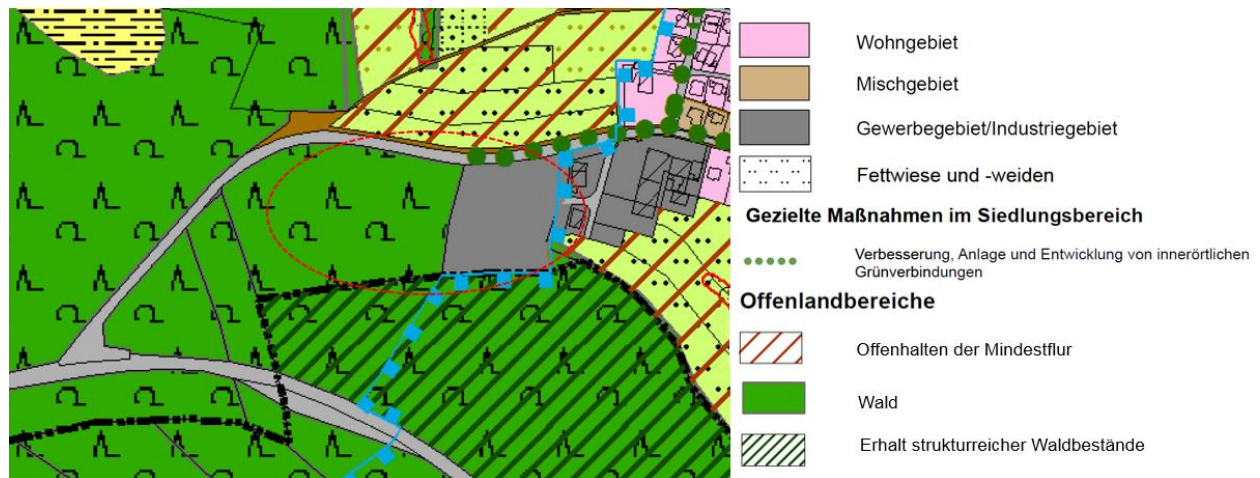 Wohngebiet
Mischgebiet
Gewerbegebiet/Industriegebiet
Fettwiese und -weiden
Gezielte Maßnahmen im Siedlungsbereich
Verbesserung, Anlage und Entwicklung von innerörtlichen
Grünverbindungen
Offenlandbereiche
Offenhalten der Mindestflur
Wald
Erhalt strukturreicher Waldbestände